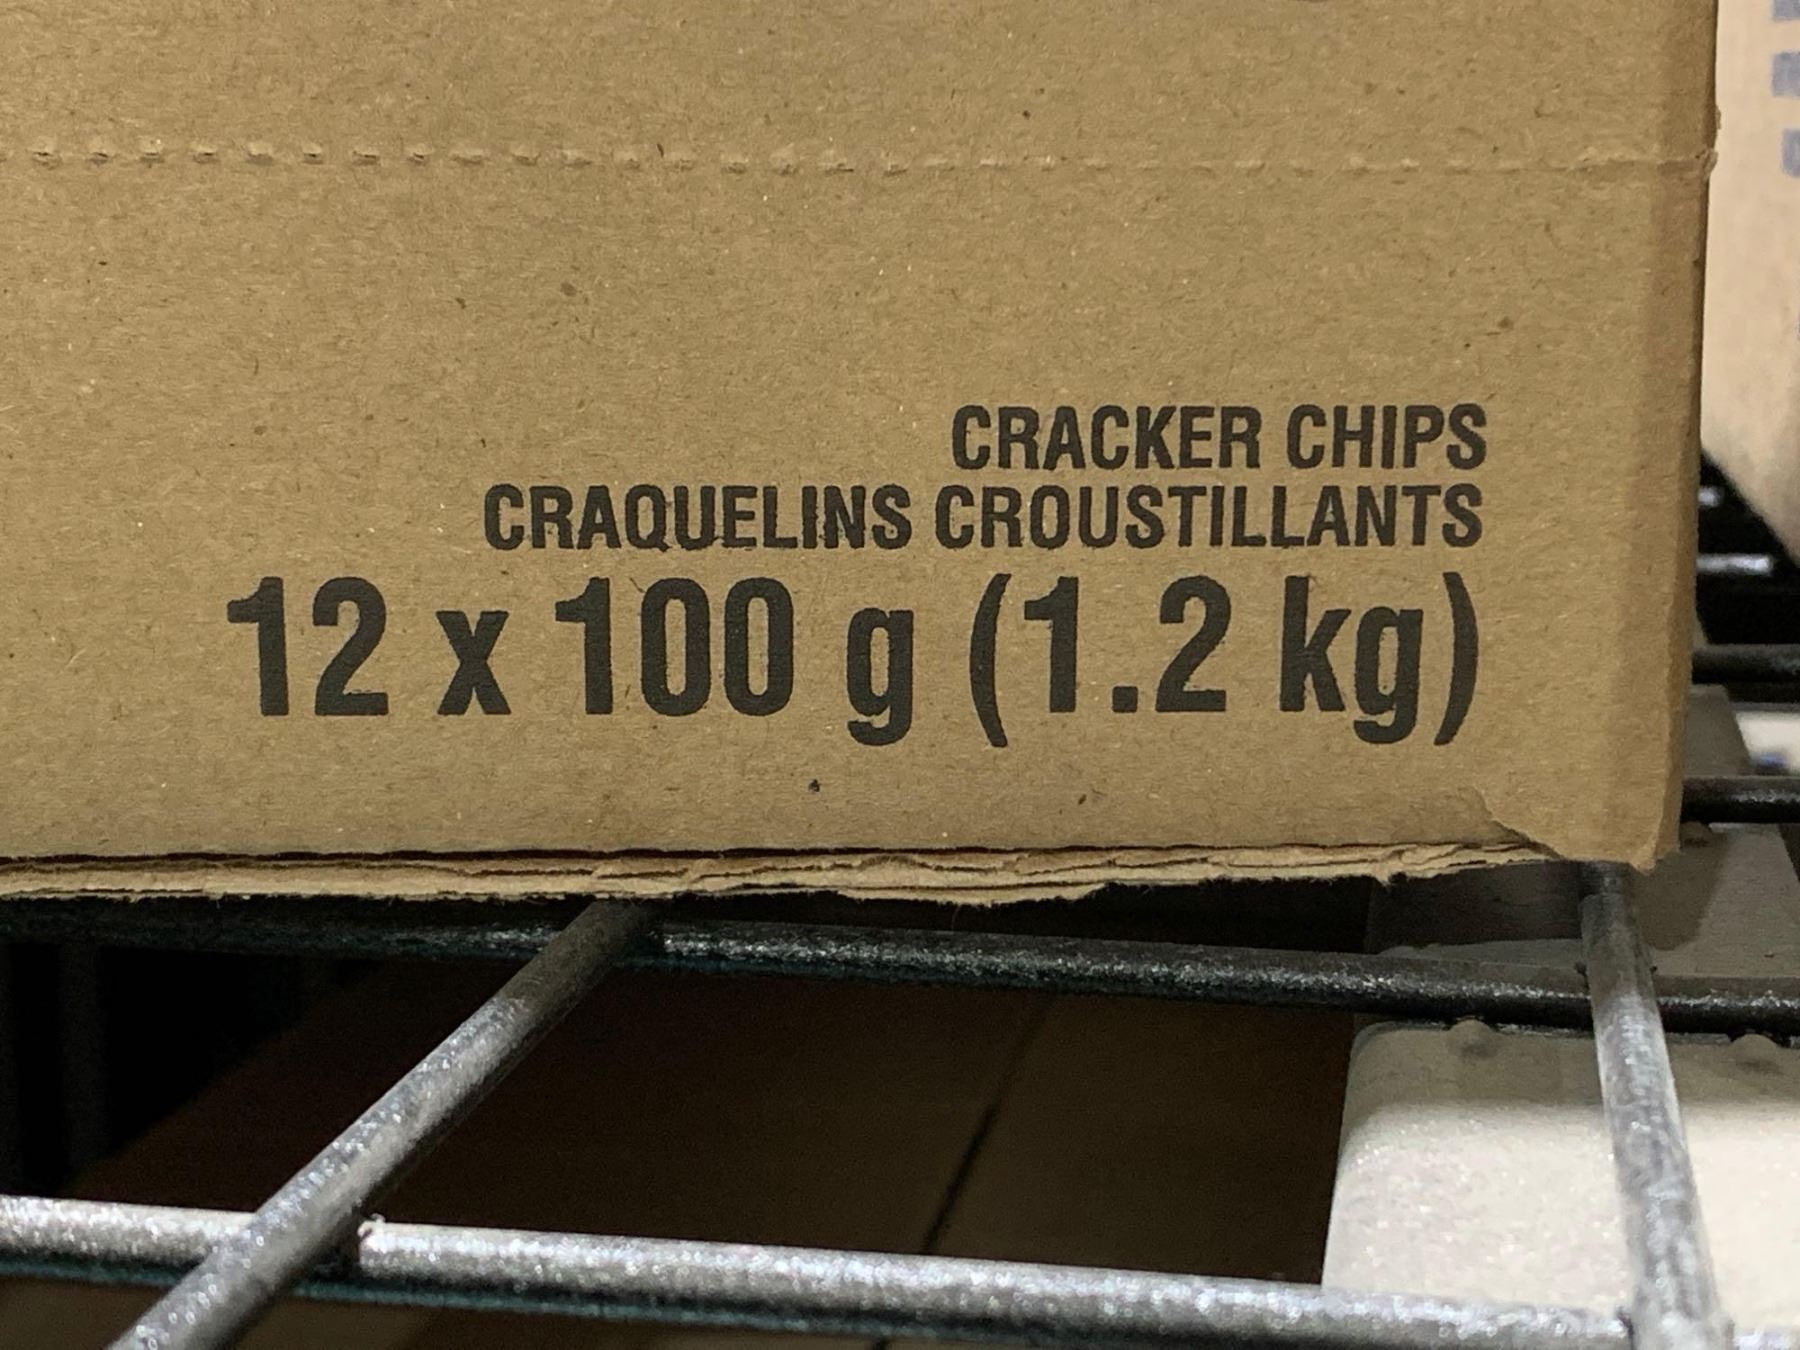 CRACKER CHIPS
CRAQUELINS CROUSTILLANTS
12 x 100 g (1.2 kg)